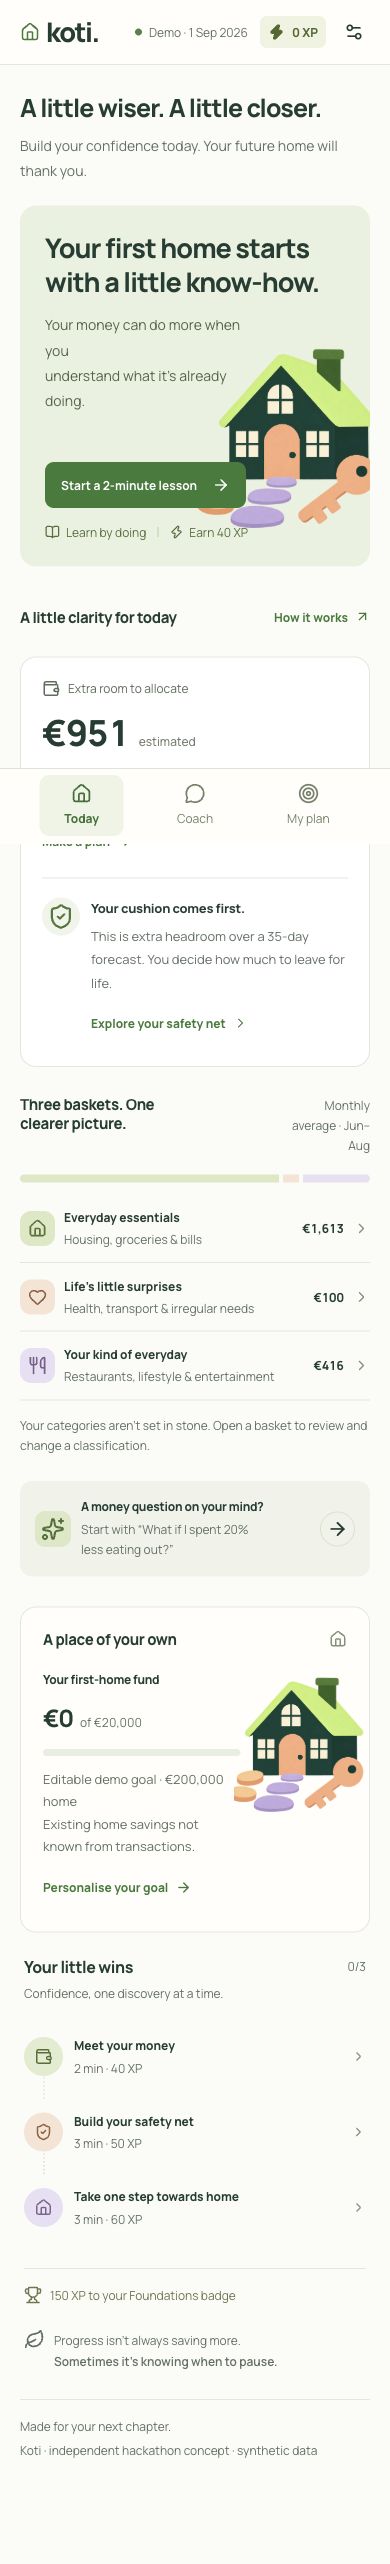 koti.
Demo · 1 Sep 2026
0 XP
A little wiser. A little closer.
Build your confidence today. Your future home will
thank you.
Your first home starts
with a little know-how.
Your money can do more when
you
understand what it's already
doing.
Start a 2-minute lesson
Learn by doing
Earn 40 XP
A little clarity for today
How it works
Extra room to allocate
€951 estimated
Today
Coach
My plan
Make a plan
Your cushion comes first.
This is extra headroom over a 35-day
forecast. You decide how much to leave for
life.
Explore your safety net
Three baskets. One
clearer picture.
Monthly
average · Jun–
Aug
Everyday essentials
Housing, groceries & bills
€1,613
Life's little surprises
Health, transport & irregular needs
€100
Your kind of everyday
Restaurants, lifestyle & entertainment
€416
Your categories aren't set in stone. Open a basket to review and
change a classification.
A money question on your mind?
Start with “What if I spent 20%
less eating out?”
A place of your own
Your first-home fund
€0 of €20,000
Editable demo goal · €200,000
home
Existing home savings not
known from transactions.
Personalise your goal
Your little wins
0/3
Confidence, one discovery at a time.
Meet your money
2 min · 40 XP
Build your safety net
3 min · 50 XP
Take one step towards home
3 min · 60 XP
150 XP to your Foundations badge
Progress isn't always saving more.
Sometimes it's knowing when to pause.
Made for your next chapter.
Koti · independent hackathon concept · synthetic data